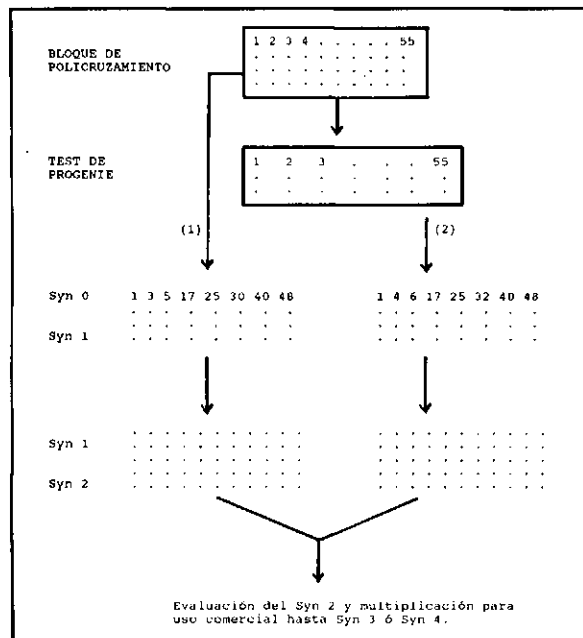 BLOQUE DE
POLICRUZAMIENTO
1 2 3 4 . . . . . 55
TEST DE
PROGENIE
1 2 3 . . . 55
(1)
(2)
Syn 0 1 3 5 17 25 30 40 48 1 4 6 17 25 32 40 48
Syn 1
Syn 1
Syn 2
Evaluación del Syn 2 y multiplicación para
uso comercial hasta Syn 3 ó Syn 4.